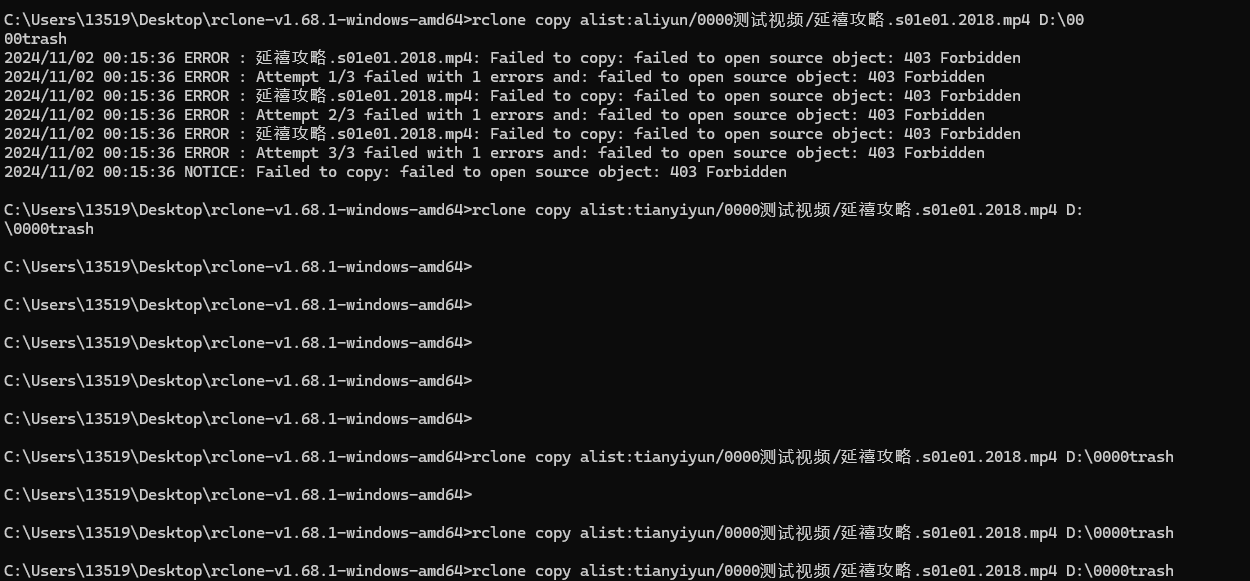 C:\Users\13519\Desktop\rclone-v1.68.1-windows-amd64>rclone copy alist:aliyun/0000测试视频/延禧攻略.s01e01.2018.mp4 D:\00
00trash
2024/11/02 00:15:36 ERROR : 延禧攻略.s01e01.2018.mp4: Failed to copy: failed to open source object: 403 Forbidden
2024/11/02 00:15:36 ERROR : Attempt 1/3 failed with 1 errors and: failed to open source object: 403 Forbidden
2024/11/02 00:15:36 ERROR : 延禧攻略.s01e01.2018.mp4: Failed to copy: failed to open source object: 403 Forbidden
2024/11/02 00:15:36 ERROR : Attempt 2/3 failed with 1 errors and: failed to open source object: 403 Forbidden
2024/11/02 00:15:36 ERROR : 延禧攻略.s01e01.2018.mp4: Failed to copy: failed to open source object: 403 Forbidden
2024/11/02 00:15:36 ERROR : Attempt 3/3 failed with 1 errors and: failed to open source object: 403 Forbidden
2024/11/02 00:15:36 NOTICE: Failed to copy: failed to open source object: 403 Forbidden
C:\Users\13519\Desktop\rclone-v1.68.1-windows-amd64>rclone copy alist:tianyiyun/0000测试视频/延禧攻略.s01e01.2018.mp4 D:
\0000trash
C:\Users\13519\Desktop\rclone-v1.68.1-windows-amd64>
C:\Users\13519\Desktop\rclone-v1.68.1-windows-amd64>
C:\Users\13519\Desktop\rclone-v1.68.1-windows-amd64>
C:\Users\13519\Desktop\rclone-v1.68.1-windows-amd64>
C:\Users\13519\Desktop\rclone-v1.68.1-windows-amd64>
C:\Users\13519\Desktop\rclone-v1.68.1-windows-amd64>rclone copy alist:tianyiyun/0000测试视频/延禧攻略.s01e01.2018.mp4 D:\0000trash
C:\Users\13519\Desktop\rclone-v1.68.1-windows-amd64>
C:\Users\13519\Desktop\rclone-v1.68.1-windows-amd64>rclone copy alist:tianyiyun/0000测试视频/延禧攻略.s01e01.2018.mp4 D:\0000trash
C:\Users\13519\Desktop\rclone-v1.68.1-windows-amd64>rclone copy alist:tianyiyun/0000测试视频/延禧攻略.s01e01.2018.mp4 D:\0000trash